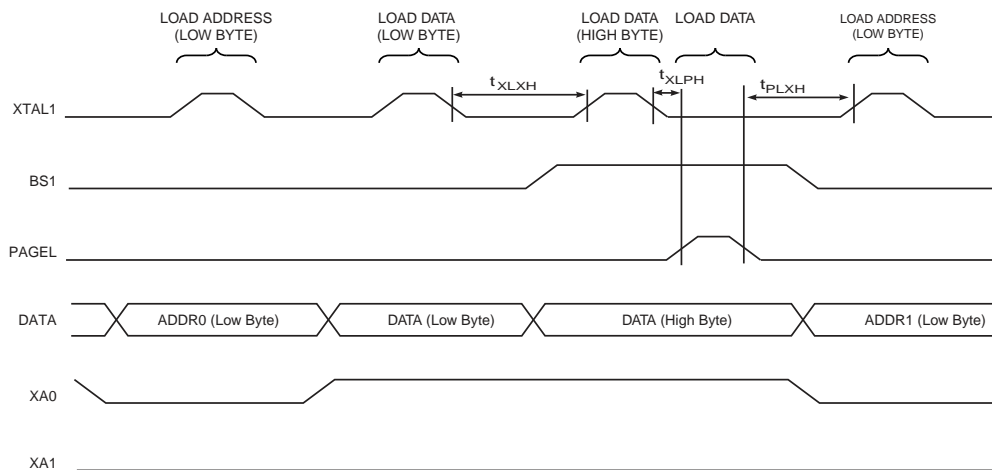 LOAD ADDRESS
(LOW BYTE)
LOAD DATA
(LOW BYTE)
LOAD DATA
(HIGH BYTE)
LOAD DATA
LOAD ADDRESS
(LOW BYTE)
tXLXH
tXLPH
tPLXH
XTAL1
BS1
PAGEL
DATA
ADDR0 (Low Byte)
DATA (Low Byte)
DATA (High Byte)
ADDR1 (Low Byte)
XA0
XA1